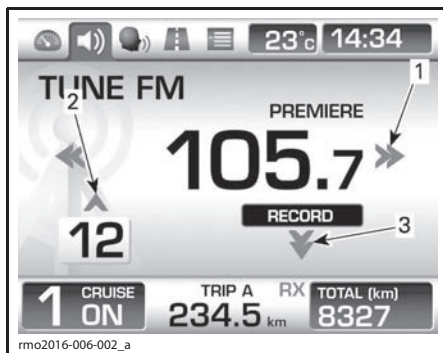 23°c 14:34
TUNE FM
2
1
PREMIERE
105.7
RECORD
3
12
1 CRUISE ON
TRIP A RX
234.5 km
TOTAL (km)
8327
rmo2016-006-002_a